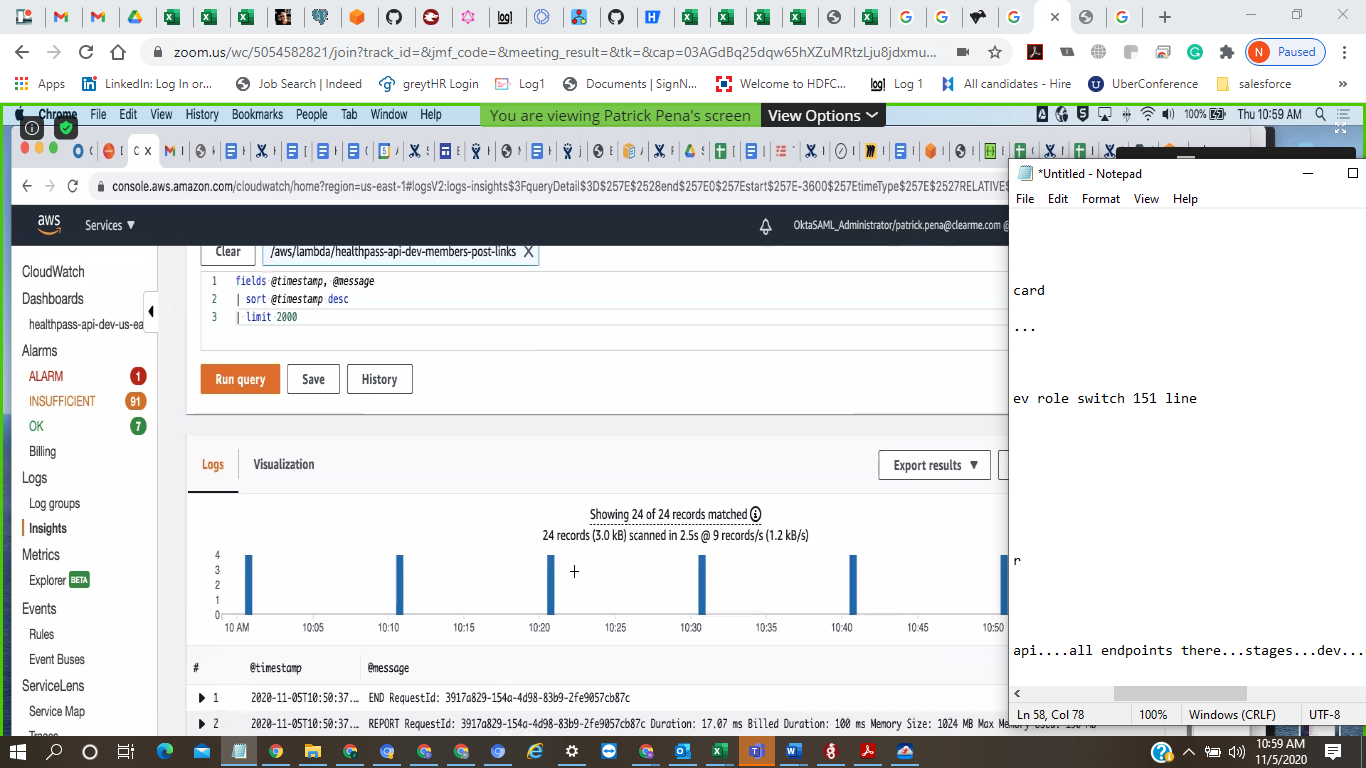 Paused
zoom.us/wc/5054582821/join?track_id=&jmf_code=&meeting_result=&tk=&cap=03AGdBq25dqw65hXZuMRtzLju8jdxmu...
Apps
LinkedIn: Log In or...
Job Search | Indeed
greytHR Login
Log1
Documents | SignN...
Welcome to HDFC...
Log 1
All candidates - Hire
UberConference
salesforce
Chrome File Edit View History Bookmarks People Tab Window Help
You are viewing Patrick Pena's screen
View Options
100%
Thu 10:59 AM
console.aws.amazon.com/cloudwatch/home?region=us-east-1#logsV2:logs-insights$3FqueryDetail$3D$257E$2528end$257E0$257Estart$257E-3600$257EtimeType$257E$2527RELATIVE$
aws
Services
OktaSAML_Administrator/patrick.pena@clearme.com @
CloudWatch
Dashboards
healthpass-api-dev-us-ea
Alarms
ALARM 1
INSUFFICIENT 91
OK 7
Billing
Logs
Log groups
Insights
Metrics
Explorer BETA
Events
Rules
Event Buses
ServiceLens
Service Map
Traces
Clear
/aws/lambda/healthpass-api-dev-members-post-links X
1 fields @timestamp, @message
2 | sort @timestamp desc
3 | limit 2000
Run query
Save
History
Logs
Visualization
Export results
Showing 24 of 24 records matched
24 records (3.0 kB) scanned in 2.5s @ 9 records/s (1.2 kB/s)
4
3
2
1
0
10 AM 10:05 10:10 10:15 10:20 10:25 10:30 10:35 10:40 10:45 10:50
# @timestamp @message
1 2020-11-05T10:50:37... END RequestId: 3917a829-154a-4d98-83b9-2fe9057cb87c
2 2020-11-05T10:50:37... REPORT RequestId: 3917a829-154a-4d98-83b9-2fe9057cb87c Duration: 17.07 ms Billed Duration: 100 ms Memory Size: 1024 MB Max Memory Used:
*Untitled - Notepad
File Edit Format View Help
card
...
ev role switch 151 line
r
api....all endpoints there...stages...dev...
Ln 58, Col 78
100%
Windows (CRLF)
UTF-8
10:59 AM
11/5/2020